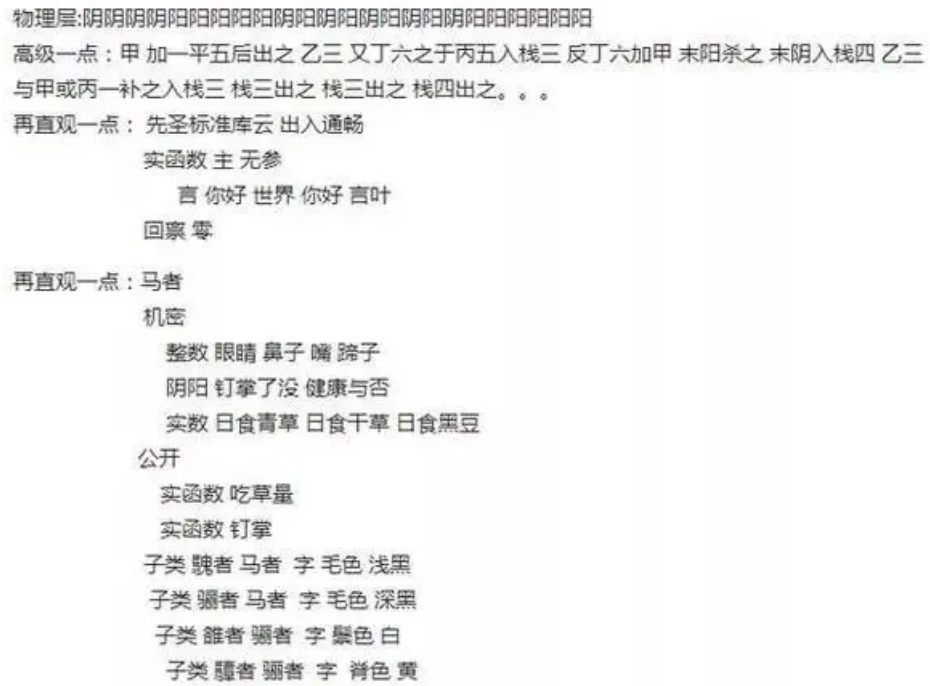 物理层:阴阴阴阴阳阳阳阳阳阴阳阴阳阴阳阴阳阴阳阳阳阳阳阳
高级一点：甲 加一平五后出之 乙三 又丁六之于丙五入栈三 反丁六加甲 末阳杀之 末阴入栈四 乙三
与甲或丙一补之入栈三 栈三出之 栈三出之 栈四出之。。。
再直观一点： 先圣标准库云 出入通畅
实函数 主 无参
言 你好 世界 你好 言叶
回禀 零
再直观一点：马者
机密
整数 眼睛 鼻子 嘴 蹄子
阴阳 钉掌了没 健康与否
实数 日食青草 日食干草 日食黑豆
公开
实函数 吃草量
实函数 钉掌
子类 騩者 马者 字 毛色 浅黑
子类 骊者 马者 字 毛色 深黑
子类 雒者 骊者 字 鬃色 白
子类 驔者 骊者 字 脊色 黄